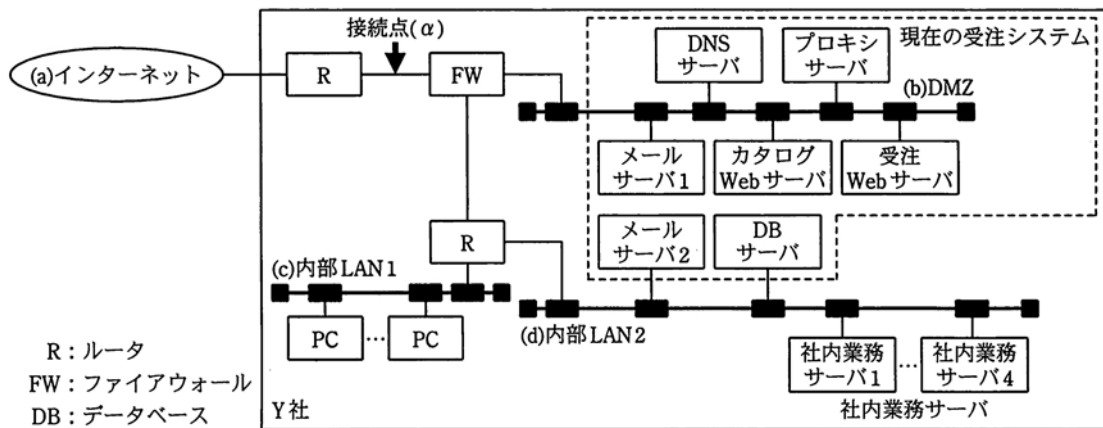 接続点(α)
現在の受注システム
DNS
サーバ
プロキシ
サーバ
(a)インターネット
R
FW
(b)DMZ
メール
サーバ1
カタログ
Webサーバ
受注
Webサーバ
R
メール
サーバ2
DB
サーバ
(c)内部LAN1
PC
…
PC
(d)内部LAN2
社内業務
サーバ1
…
社内業務
サーバ4
社内業務サーバ
R：ルータ
FW：ファイアウォール
DB：データベース
Y社